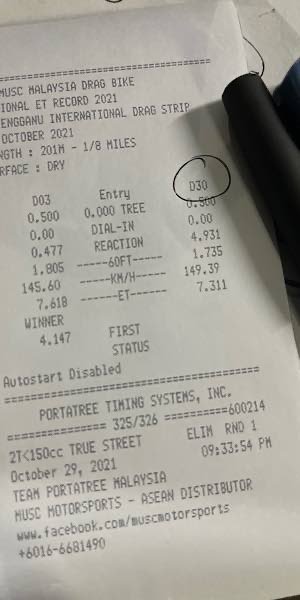 ================================
MUSC MALAYSIA DRAG BIKE
IONAL ET RECORD 2021
ENGGANU INTERNATIONAL DRAG STRIP
OCTOBER 2021
NGTH : 201M - 1/8 MILES
RFACE : DRY
D03 Entry D30
0.500 0.000 TREE 0.500
0.00 DIAL-IN 0.00
0.477 REACTION 4.931
1.805 -----60FT----- 1.735
145.60 -----KM/H----- 149.39
7.618 ------ET------ 7.311
WINNER
4.147 FIRST
STATUS
Autostart Disabled
================================
PORTATREE TIMING SYSTEMS, INC.
============== 325/326 ==========600214
2T<150cc TRUE STREET ELIM RND 1
October 29, 2021 09:33:54 PM
TEAM PORTATREE MALAYSIA
MUSC MOTORSPORTS - ASEAN DISTRIBUTOR
www.facebook.com/muscmotorsports
+6016-6681490